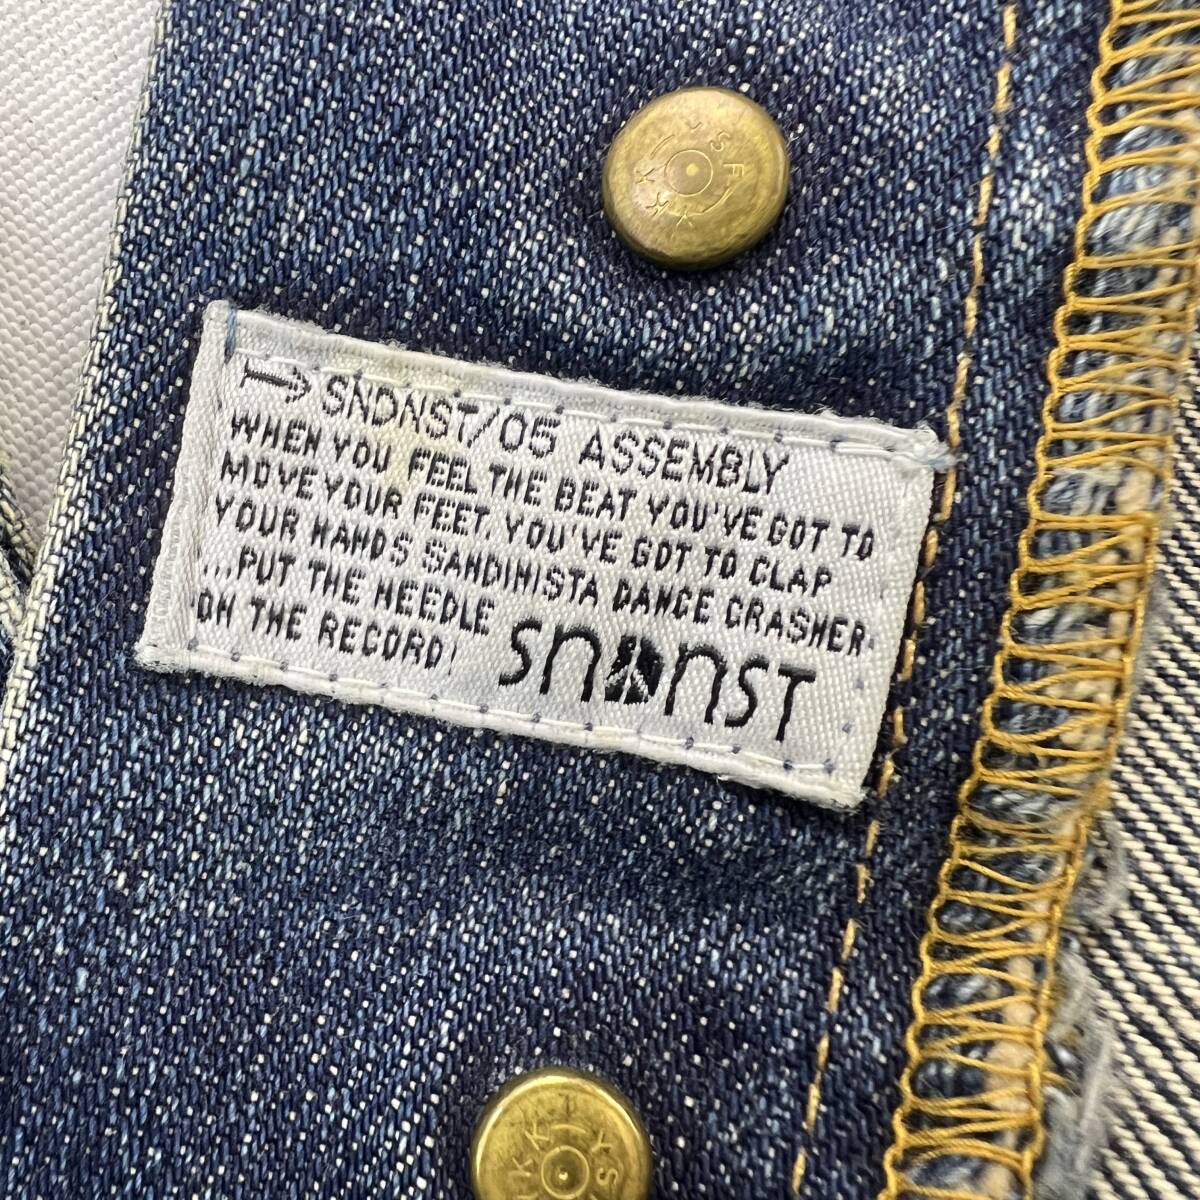 →SNDNST/05 ASSEMBLY
WHEN YOU FEEL THE BEAT YOU'VE GOT TO
MOVE YOUR FEET, YOU'VE GOT TO CLAP
YOUR HANDS SANDINISTA DANCE CRASHER.
...PUT THE NEEDLE
ON THE RECORD!
SNDNST